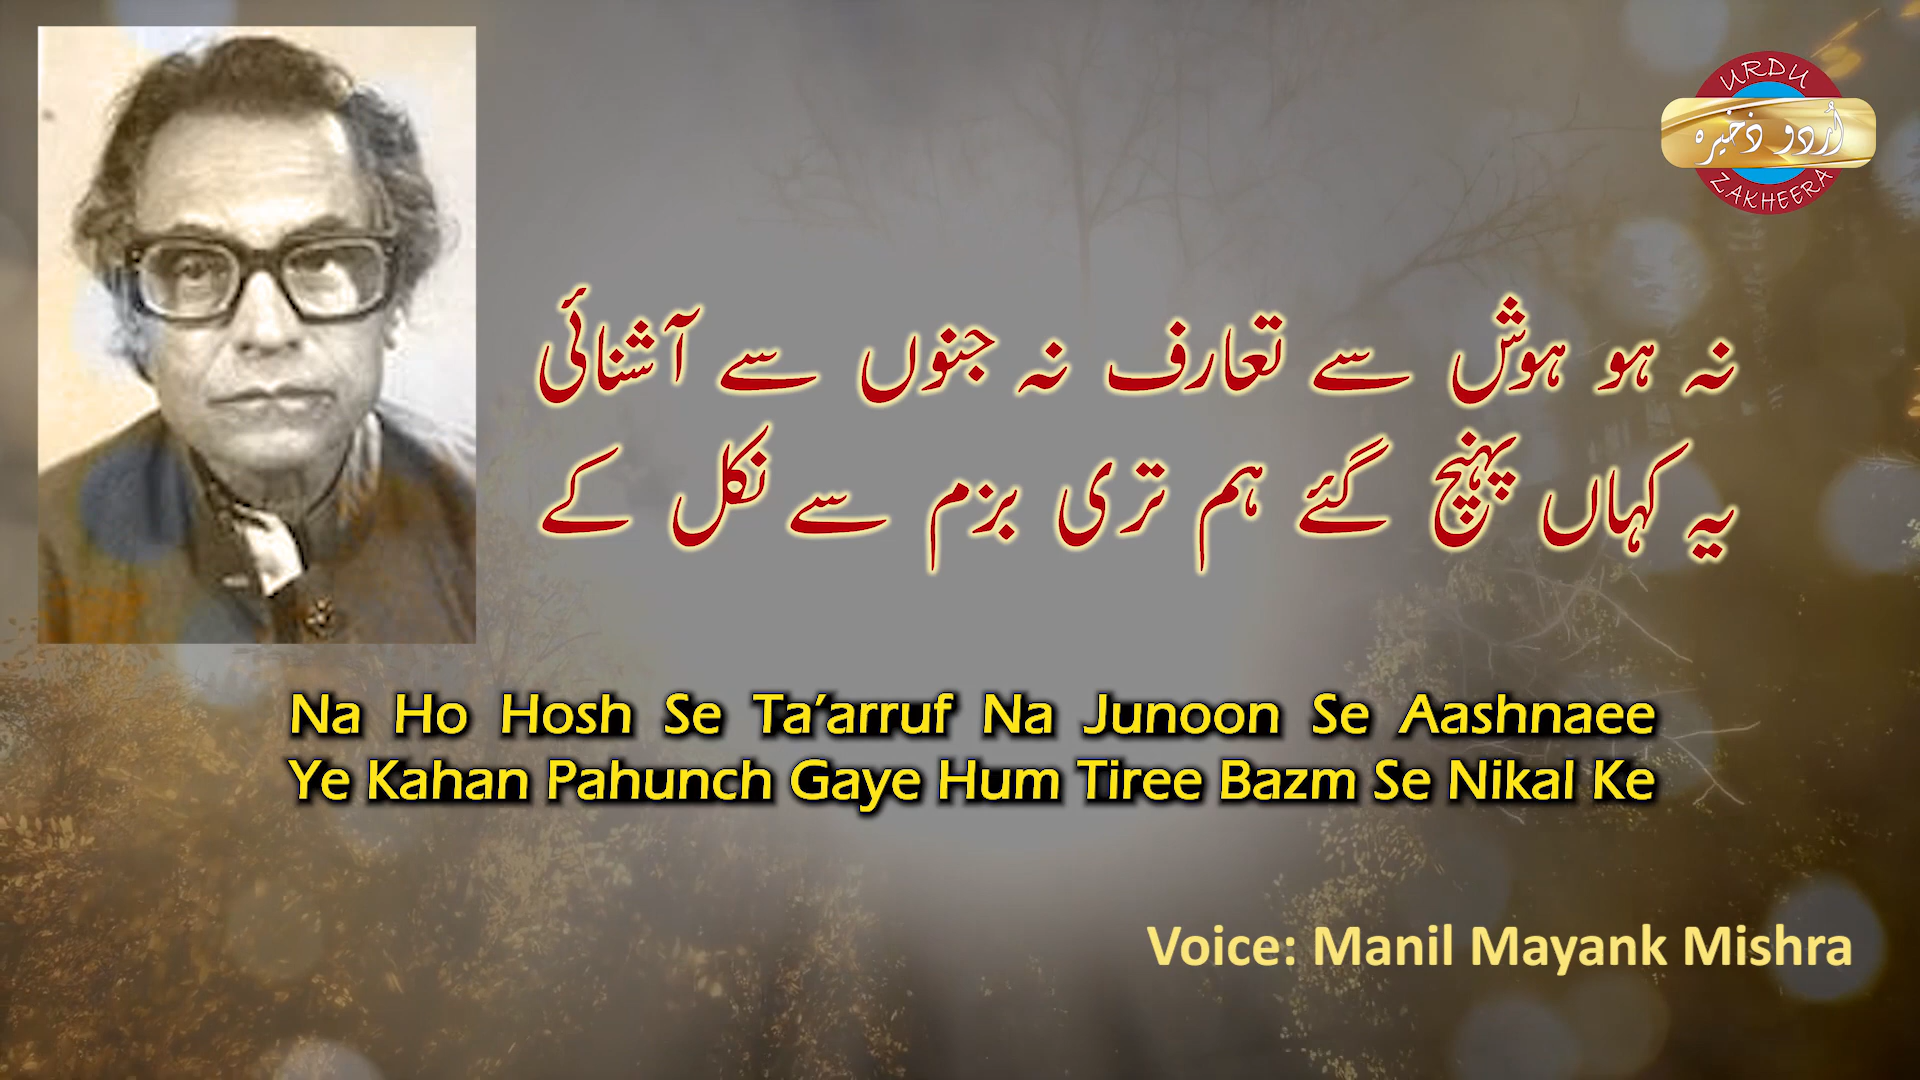 URDU
اُردو ذخیرہ
ZAKHEERA
نہ ہو ہوش سے تعارف نہ جنوں سے آشنائی
یہ کہاں پہنچ گئے ہم تری بزم سے نکل کے
Na Ho Hosh Se Ta’arruf Na Junoon Se Aashnaee
Ye Kahan Pahunch Gaye Hum Tiree Bazm Se Nikal Ke
Voice: Manil Mayank Mishra